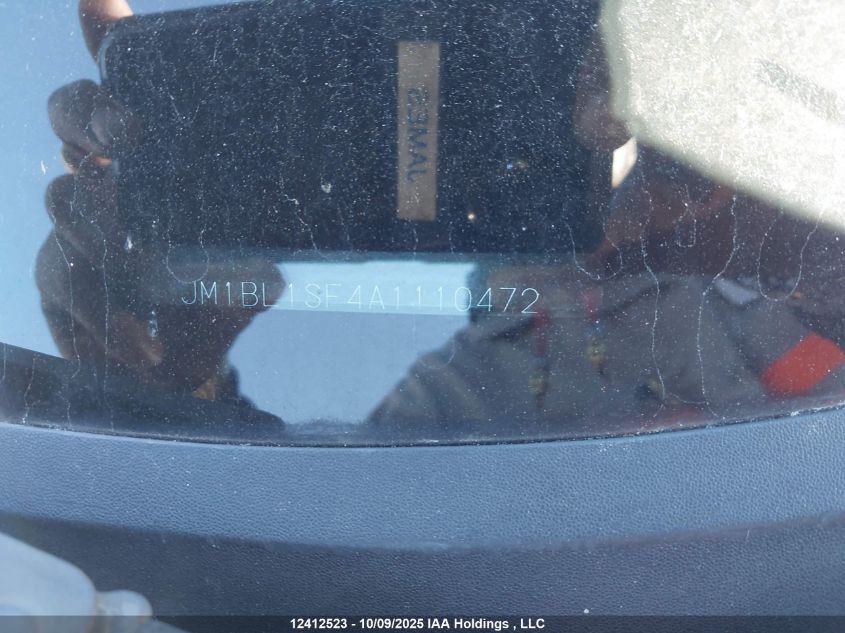 JM1BL1SF4A1110472
12412523 - 10/09/2025 IAA Holdings , LLC